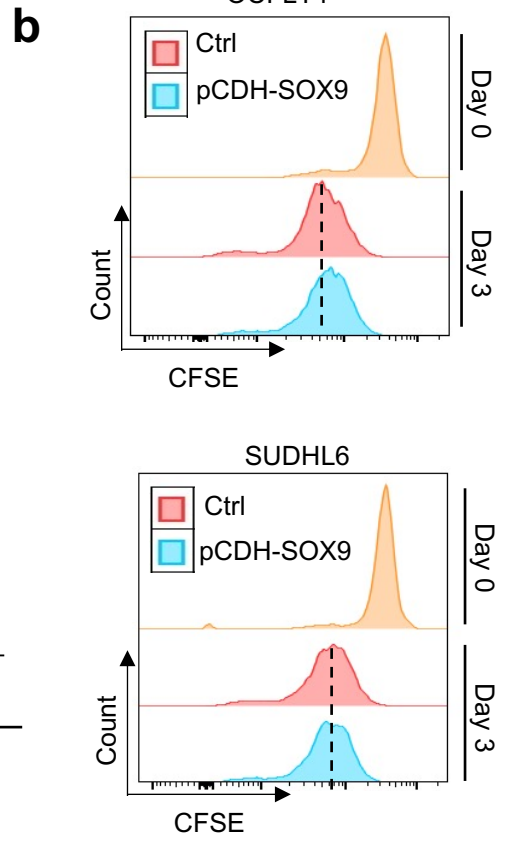 b
Ctrl
pCDH-SOX9
Day 0
Day 3
Count
CFSE
SUDHL6
Ctrl
pCDH-SOX9
Day 0
Day 3
Count
CFSE